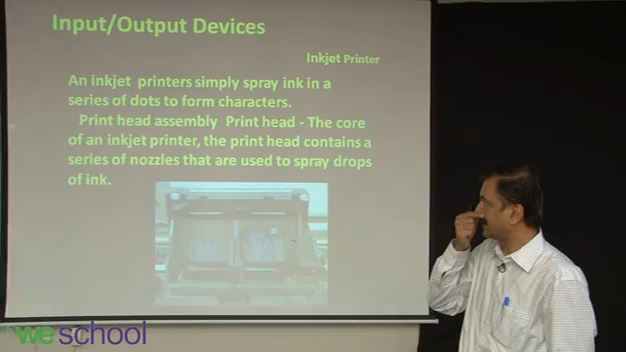 Input/Output Devices
Inkjet Printer
An inkjet printers simply spray ink in a
series of dots to form characters.
Print head assembly Print head - The core
of an inkjet printer, the print head contains a
series of nozzles that are used to spray drops
of ink.
we school